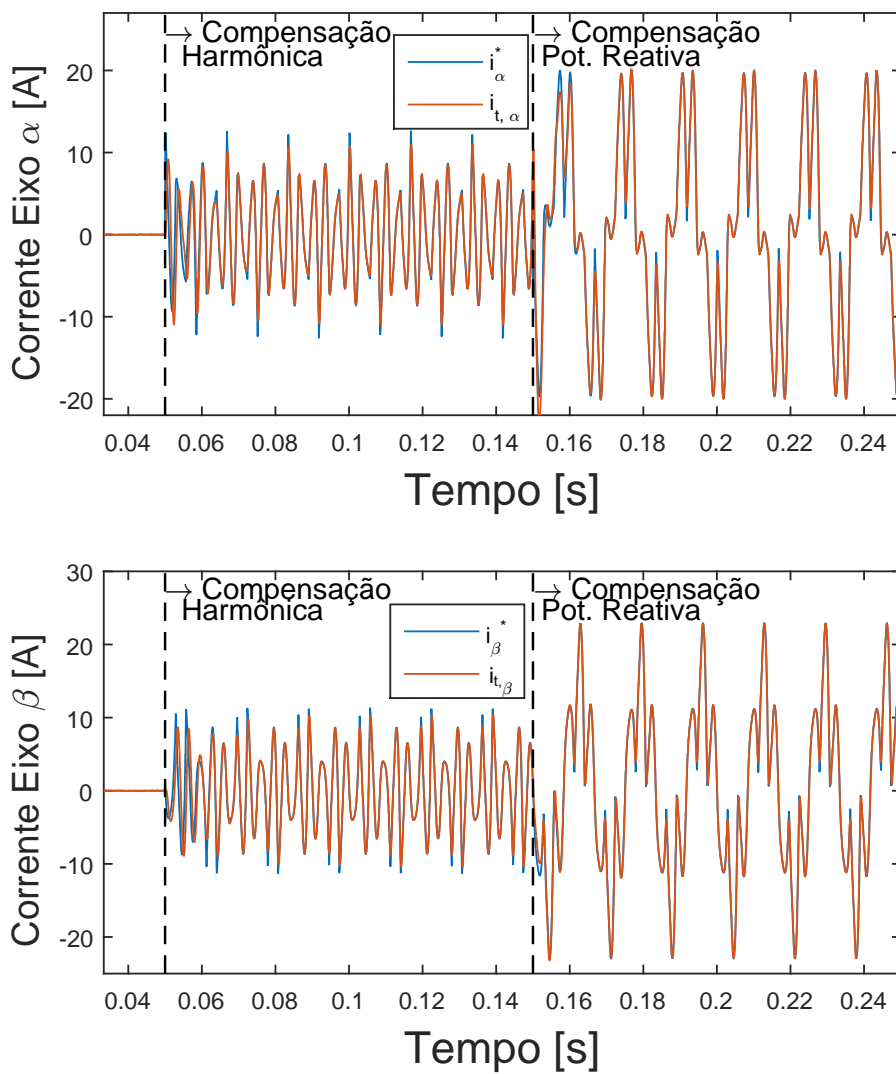 → Compensação
Harmônica
→ Compensação
Pot. Reativa
i*α
it, α
20
10
0
-10
-20
Corrente Eixo α [A]
0.04 0.06 0.08 0.1 0.12 0.14 0.16 0.18 0.2 0.22 0.24
Tempo [s]
→ Compensação
Harmônica
→ Compensação
Pot. Reativa
iβ*
it,β
30
20
10
0
-10
-20
Corrente Eixo β [A]
0.04 0.06 0.08 0.1 0.12 0.14 0.16 0.18 0.2 0.22 0.24
Tempo [s]